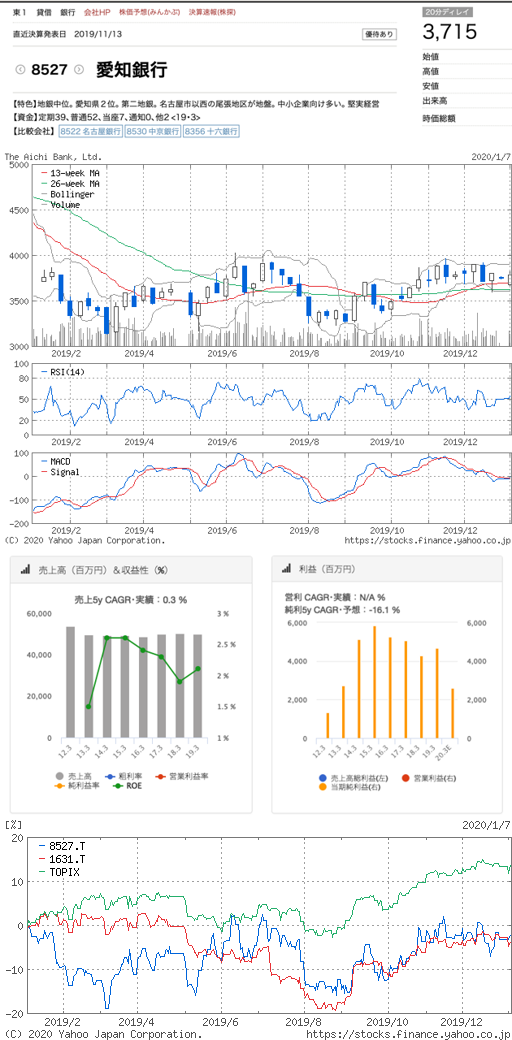 東1 貸借 銀行 会社HP 株価予想(みんかぶ) 決算速報(株探)
20分ディレイ
直近決算発表日 2019/11/13
優待あり
3,715
8527 愛知銀行
始値
高値
安値
出来高
時価総額
【特色】地銀中位。愛知県2位。第二地銀。名古屋市以西の尾張地区が地盤。中小企業向け多い。堅実経営
【資金】定期39、普通52、当座7、通知0、他2<19・3>
【比較会社】8522 名古屋銀行 8530 中京銀行 8356 十六銀行
The Aichi Bank, Ltd. 2020/1/7
5000
4500
4000
3500
3000
13-week MA
26-week MA
Bollinger
Volume
2019/2 2019/4 2019/6 2019/8 2019/10 2019/12
100
80
50
20
0
RSI(14)
2019/2 2019/4 2019/6 2019/8 2019/10 2019/12
100
0
-100
-200
MACD
Signal
2019/2 2019/4 2019/6 2019/8 2019/10 2019/12
(C) 2020 Yahoo Japan Corporation. https://stocks.finance.yahoo.co.jp
売上高(百万円)&収益性(%)
売上5y CAGR・実績:0.3 %
60,000
40,000
20,000
0
3 %
2.5 %
2 %
1.5 %
1 %
12.3 13.3 14.3 15.3 16.3 17.3 18.3 19.3
売上高 粗利率 営業利益率
純利益率 ROE
利益(百万円)
営利 CAGR・実績:N/A %
純利5y CAGR・予想:-16.1 %
6,000
4,000
2,000
0
6,000
4,000
2,000
0
12.3 13.3 14.3 15.3 16.3 17.3 18.3 19.3 20.3E
売上高総利益(左) 営業利益(右)
当期純利益(右)
[%] 2020/1/7
20
10
0
-10
-20
8527.T
1631.T
TOPIX
2019/2 2019/4 2019/6 2019/8 2019/10 2019/12
(C) 2020 Yahoo Japan Corporation. https://stocks.finance.yahoo.co.jp